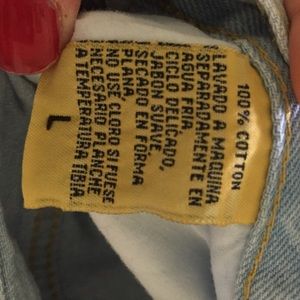 100% COTTON
LAVADO A MAQUINA
SEPARADAMENTE EN
AGUA FRIA.
CICLO DELICADO,
JABON SUAVE,
SECADO EN FORMA
PLANA.
NO USE CLORO SI FUESE
NECESARIO PLANCHE
A TEMPERATURA TIBIA
L